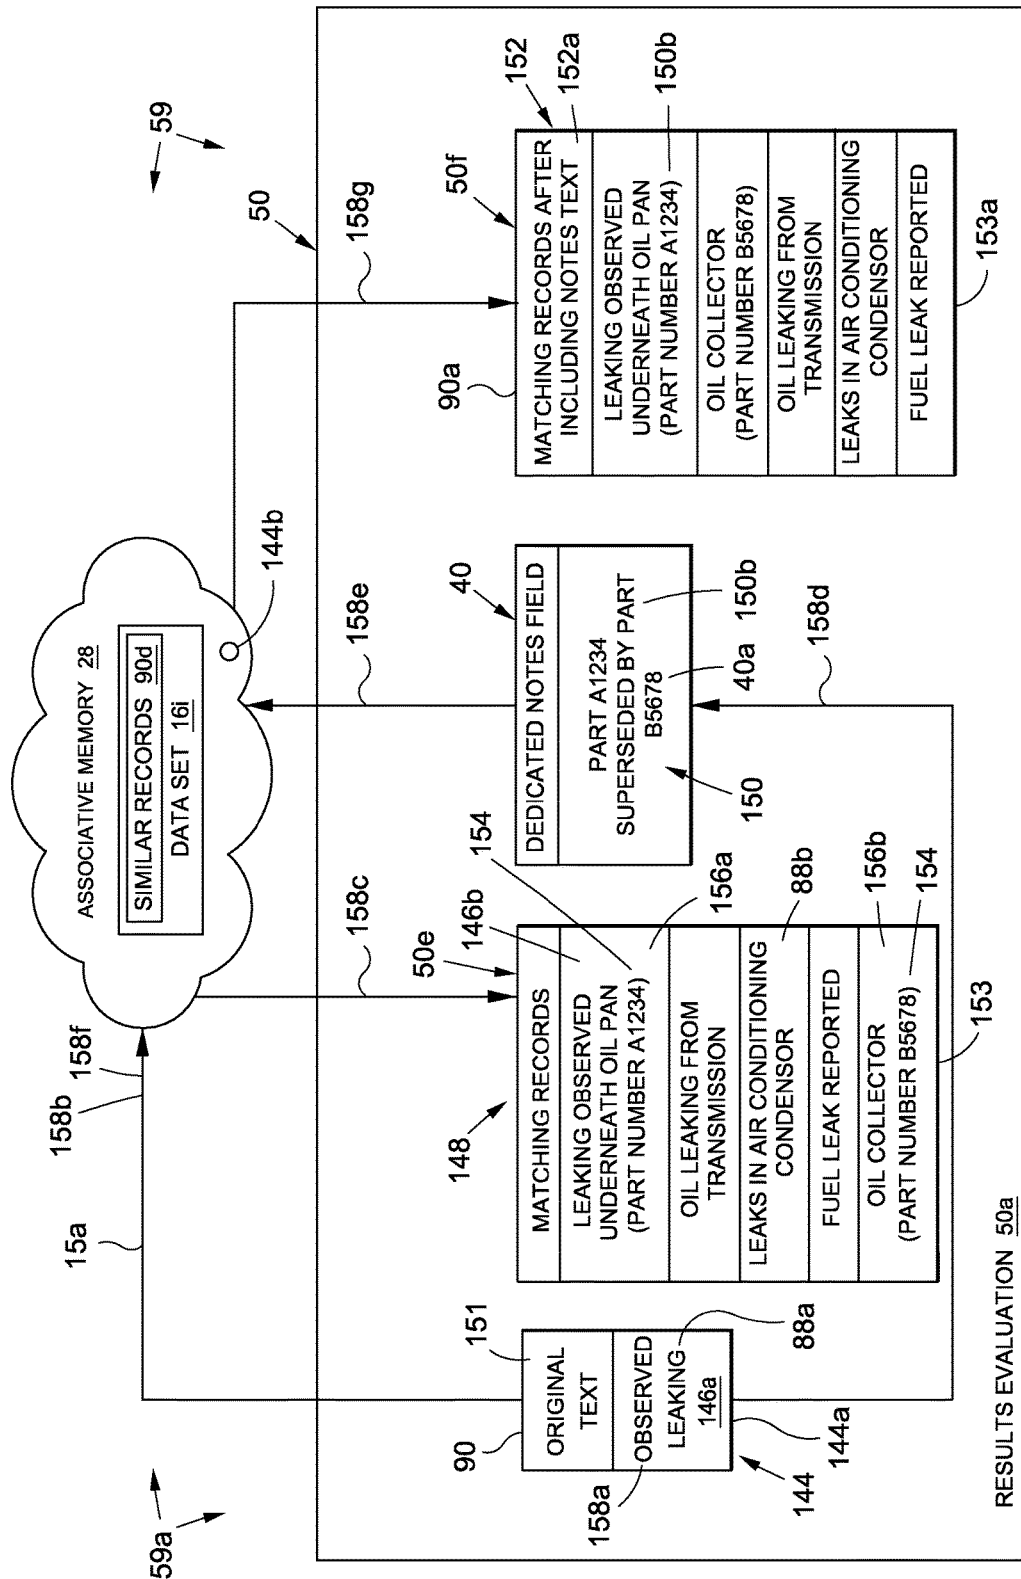 59a
59
15a
158b
158f
ASSOCIATIVE MEMORY 28
SIMILAR RECORDS 90d
DATA SET 16i
144b
158c
158e
158g
50
90
151
ORIGINAL
TEXT
158a
OBSERVED
LEAKING
88a
146a
144a
144
148
50e
146b
154
MATCHING RECORDS
LEAKING OBSERVED
UNDERNEATH OIL PAN
(PART NUMBER A1234)
156a
OIL LEAKING FROM
TRANSMISSION
LEAKS IN AIR CONDITIONING
CONDENSOR
88b
FUEL LEAK REPORTED
OIL COLLECTOR
(PART NUMBER B5678)
156b
154
153
40
DEDICATED NOTES FIELD
PART A1234
SUPERSEDED BY PART
B5678
150b
40a
150
158d
90a
50f
152
MATCHING RECORDS AFTER
INCLUDING NOTES TEXT
152a
LEAKING OBSERVED
UNDERNEATH OIL PAN
(PART NUMBER A1234)
150b
OIL COLLECTOR
(PART NUMBER B5678)
OIL LEAKING FROM
TRANSMISSION
LEAKS IN AIR CONDITIONING
CONDENSOR
FUEL LEAK REPORTED
153a
RESULTS EVALUATION 50a